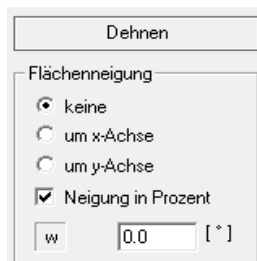 Dehnen
Flächenneigung
keine
um x-Achse
um y-Achse
Neigung in Prozent
w 0.0 [ ° ]